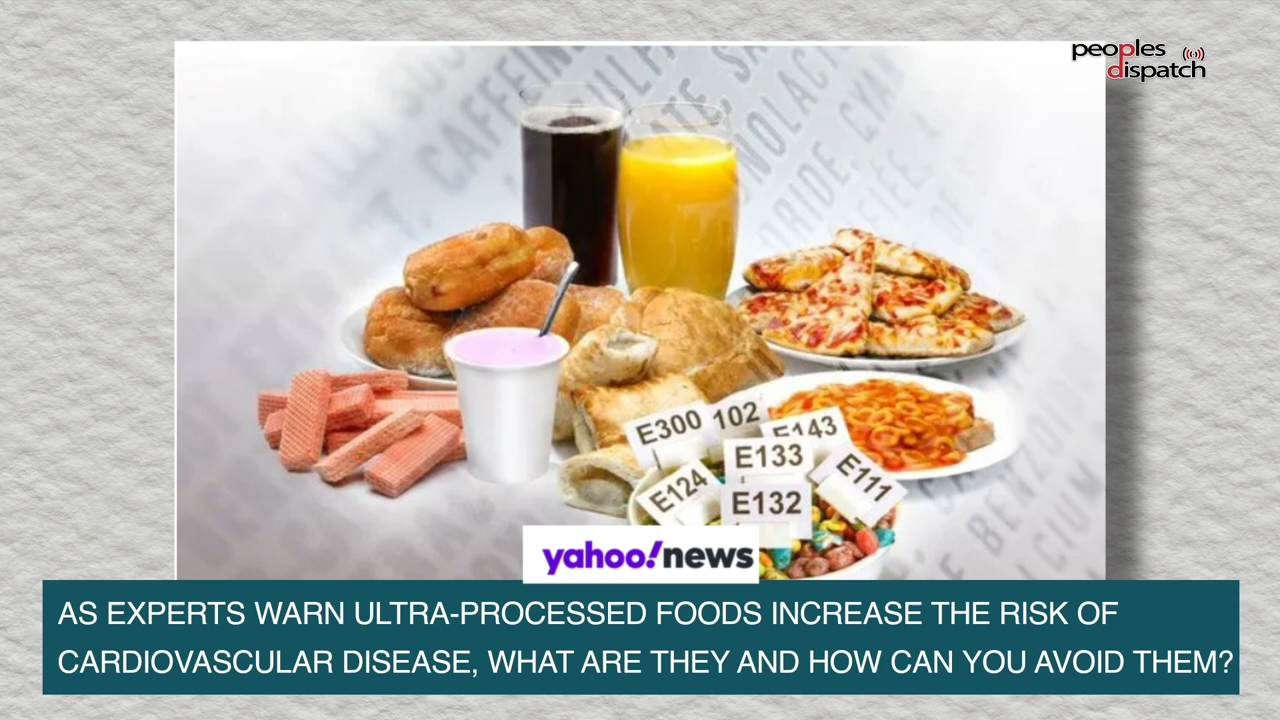 peoples
dispatch
CAFFEINE
E300
102
E143
E133
E124
E111
E132
yahoo!news
AS EXPERTS WARN ULTRA-PROCESSED FOODS INCREASE THE RISK OF
CARDIOVASCULAR DISEASE, WHAT ARE THEY AND HOW CAN YOU AVOID THEM?